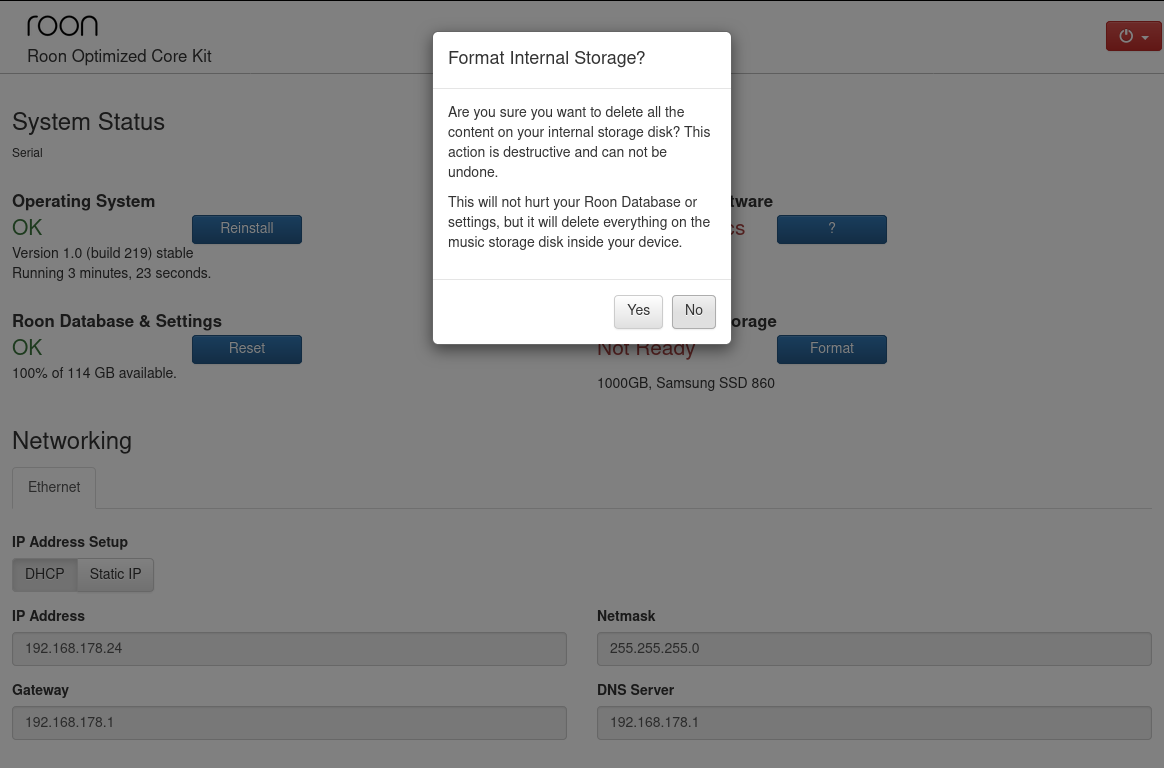 roon
Roon Optimized Core Kit
Format Internal Storage?
Are you sure you want to delete all the
content on your internal storage disk? This
action is destructive and can not be
undone.
This will not hurt your Roon Database or
settings, but it will delete everything on the
music storage disk inside your device.
Yes No
System Status
Serial
Operating System
OK Reinstall
Version 1.0 (build 219) stable
Running 3 minutes, 23 seconds.
?
Roon Database & Settings
OK Reset
100% of 114 GB available.
Not Ready Format
1000GB, Samsung SSD 860
Networking
Ethernet
IP Address Setup
DHCP Static IP
IP Address
192.168.178.24
Netmask
255.255.255.0
Gateway
192.168.178.1
DNS Server
192.168.178.1